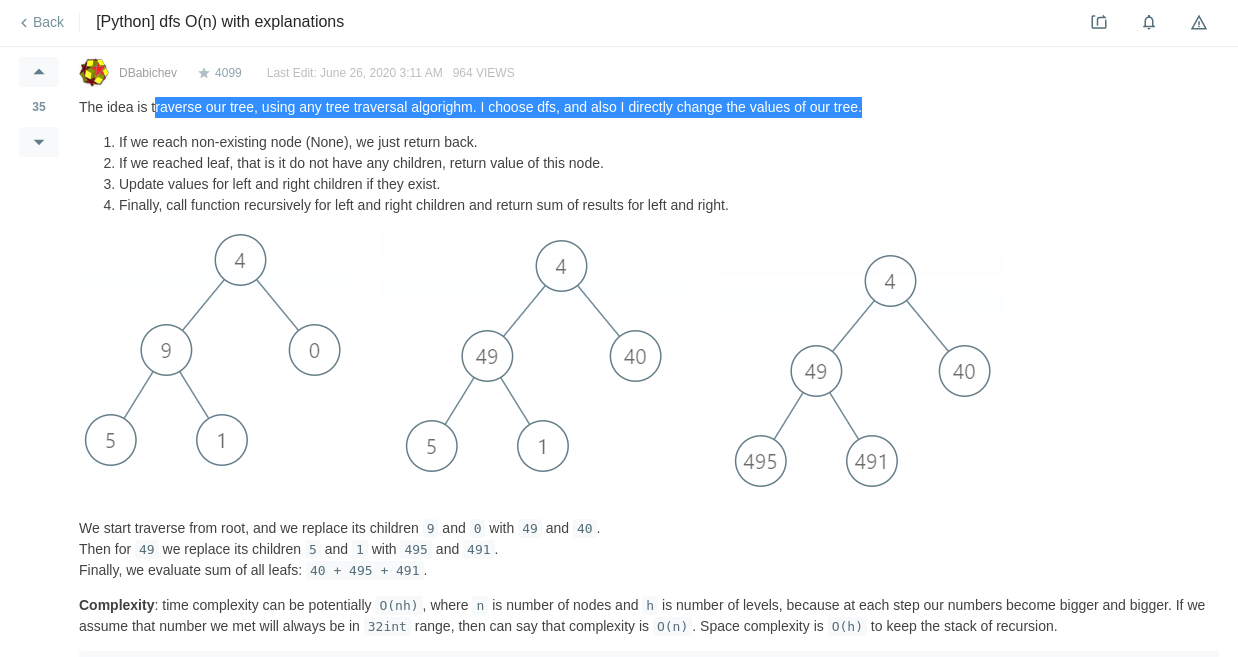 Back
[Python] dfs O(n) with explanations
DBabichev 4099 Last Edit: June 26, 2020 3:11 AM 964 VIEWS
35
The idea is traverse our tree, using any tree traversal algorighm. I choose dfs, and also I directly change the values of our tree.
1. If we reach non-existing node (None), we just return back.
2. If we reached leaf, that is it do not have any children, return value of this node.
3. Update values for left and right children if they exist.
4. Finally, call function recursively for left and right children and return sum of results for left and right.
4
9 0
5 1
4
49 40
5 1
4
49 40
495 491
We start traverse from root, and we replace its children 9 and 0 with 49 and 40.
Then for 49 we replace its children 5 and 1 with 495 and 491.
Finally, we evaluate sum of all leafs: 40 + 495 + 491.
Complexity: time complexity can be potentially O(nh), where n is number of nodes and h is number of levels, because at each step our numbers become bigger and bigger. If we
assume that number we met will always be in 32int range, then can say that complexity is O(n). Space complexity is O(h) to keep the stack of recursion.